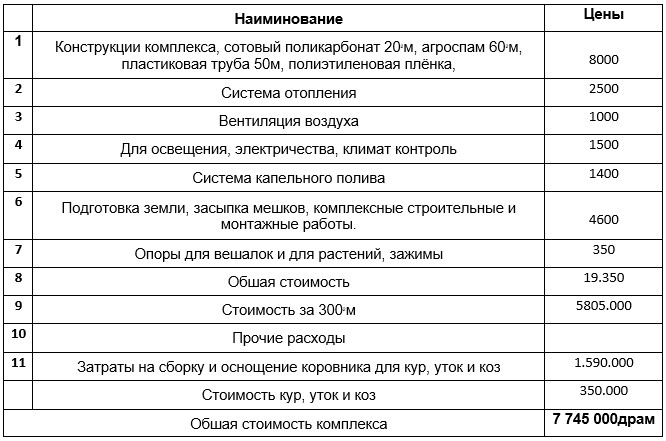 Наиминование Цены
1 Конструкции комплекса, сотовый поликарбонат 20²м, агроспам 60²м,
пластиковая труба 50м, полиэтиленовая плёнка, 8000
2 Система отопления 2500
3 Вентиляция воздуха 1000
4 Для освещения, электричества, климат контроль 1500
5 Система капельного полива 1400
6 Подготовка земли, засыпка мешков, комплексные строительные и
монтажные работы. 4600
7 Опоры для вешалок и для растений, зажимы 350
8 Обшая стоимость 19.350
9 Стоимость за 300²м 5805.000
10 Прочие расходы
11 Затраты на сборку и оснощение коровника для кур, уток и коз 1.590.000
Стоимость кур, уток и коз 350.000
Обшая стоимость комплекса 7 745 000драм